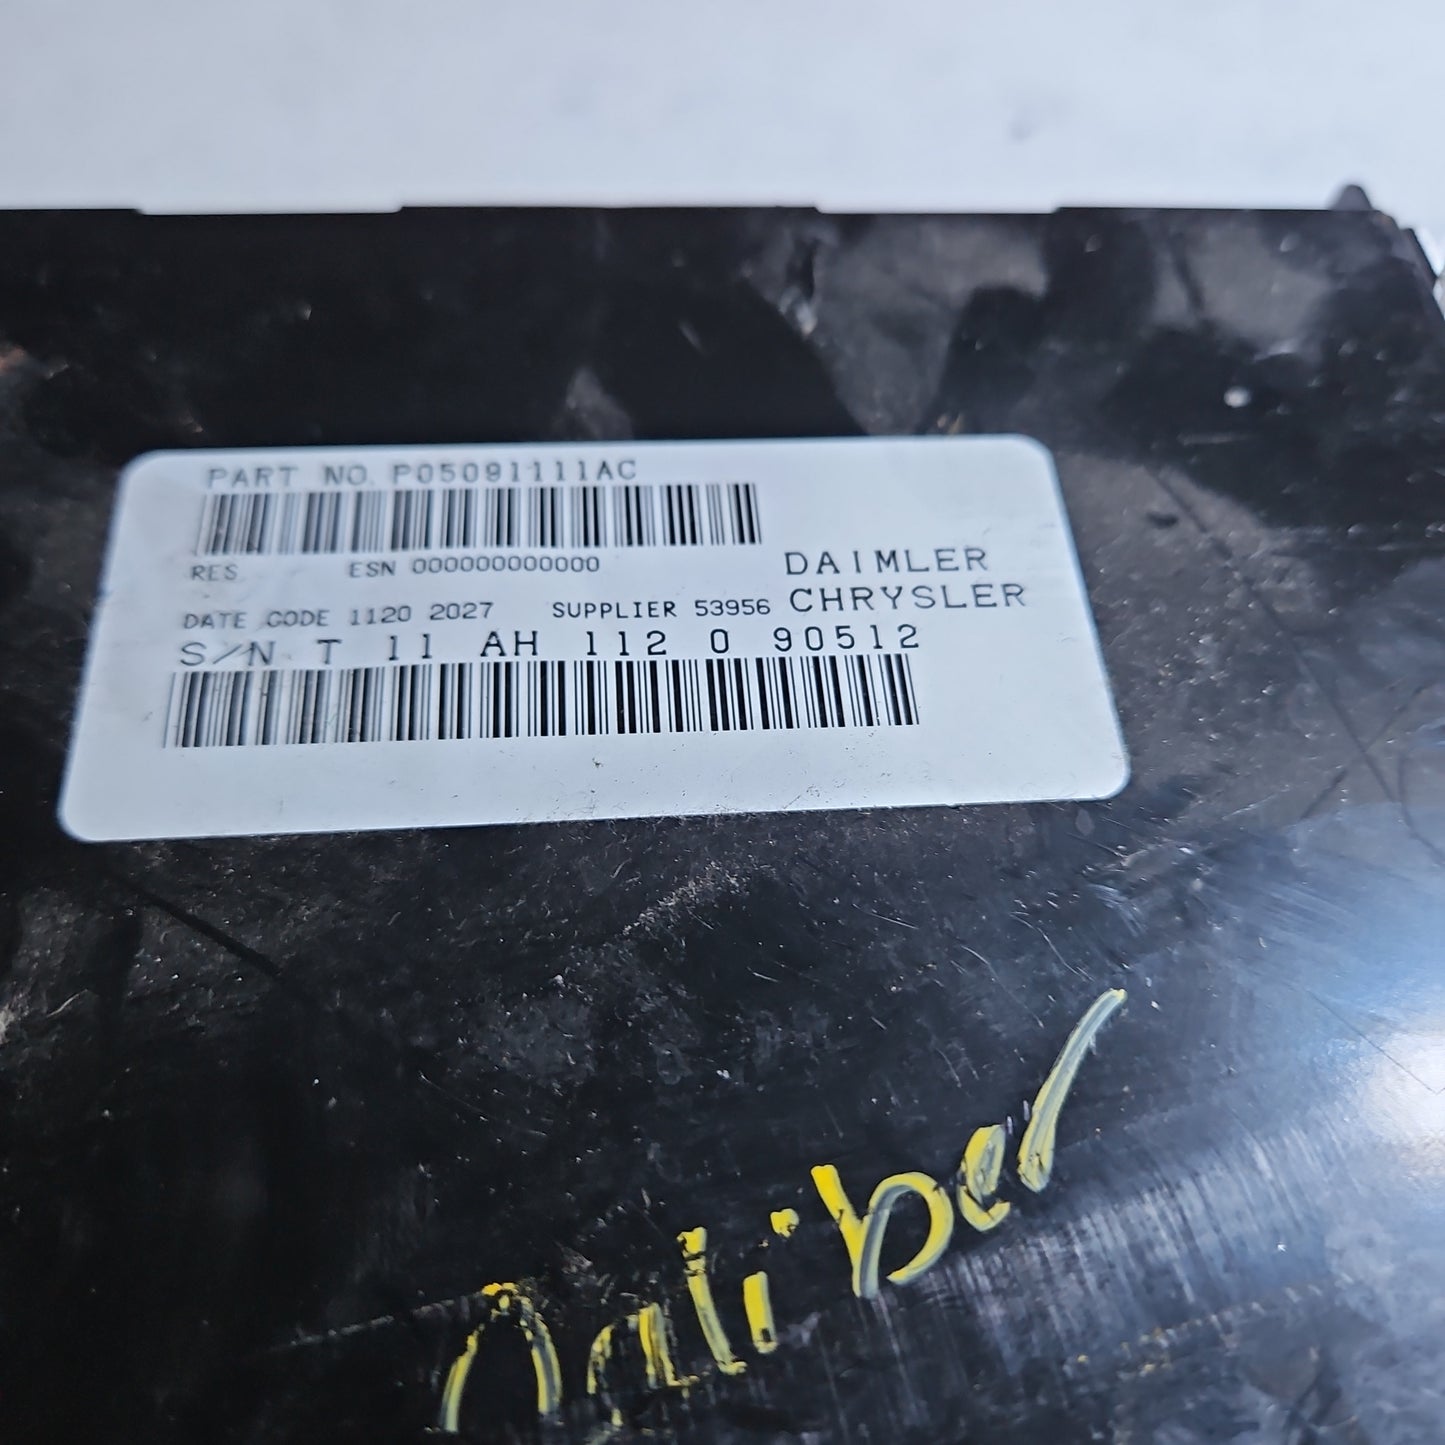 PART NO. P05091111AC
RES ESN 000000000000
DATE CODE 1120 2027 SUPPLIER 53956
DAIMLER
CHRYSLER
S/N T 11 AH 112 0 90512
Caliber